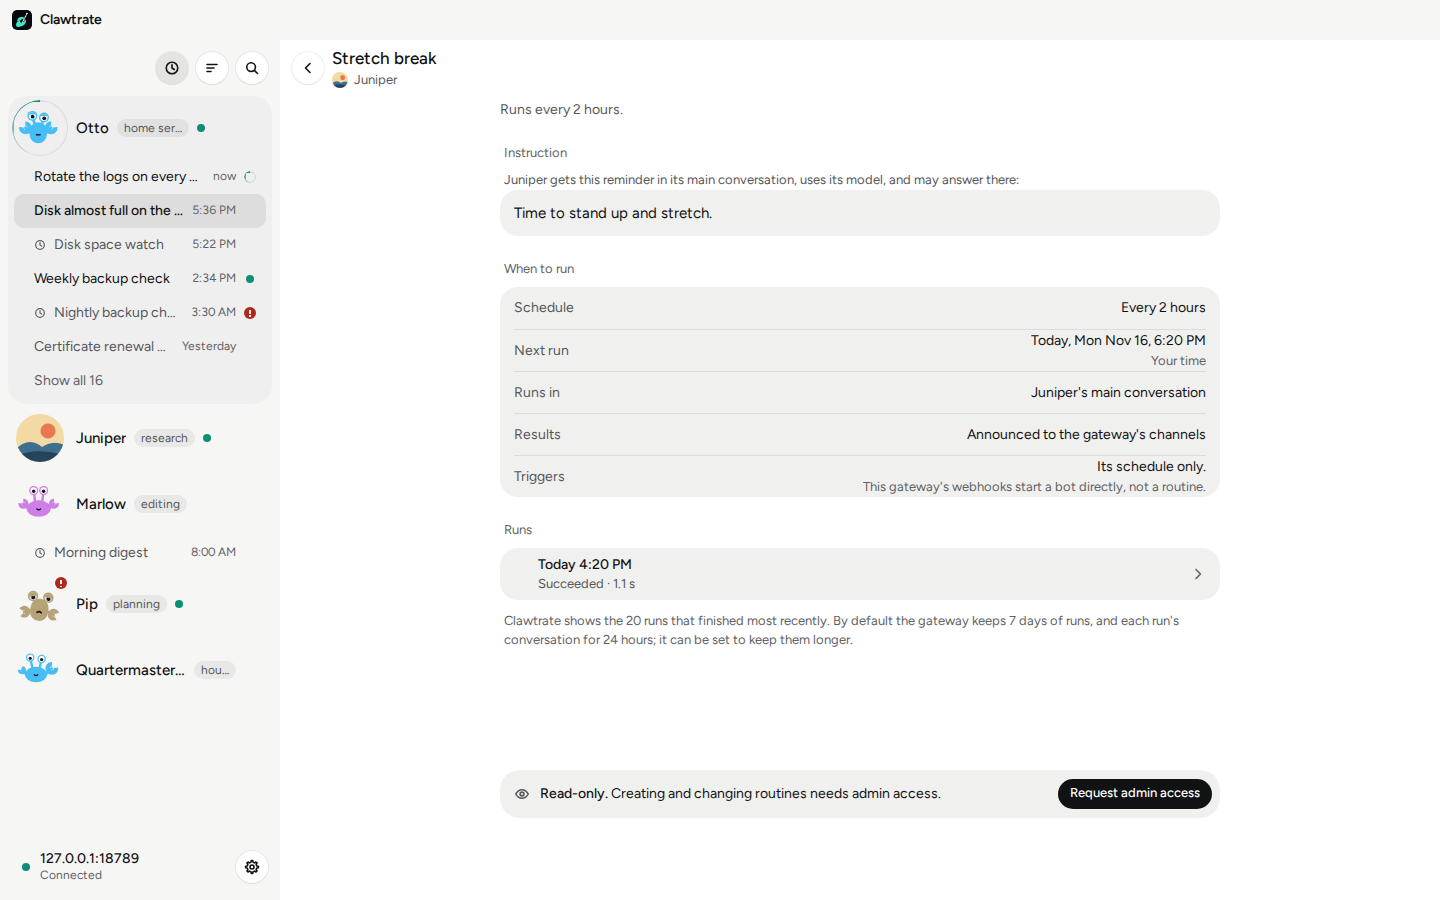 Clawtrate
Otto home ser...
Rotate the logs on every ... now
Disk almost full on the ... 5:36 PM
Disk space watch 5:22 PM
Weekly backup check 2:34 PM
Nightly backup ch... 3:30 AM
Certificate renewal ... Yesterday
Show all 16
Juniper research
Marlow editing
Morning digest 8:00 AM
Pip planning
Quartermaster... hou...
127.0.0.1:18789
Connected
Stretch break
Juniper
Runs every 2 hours.
Instruction
Juniper gets this reminder in its main conversation, uses its model, and may answer there:
Time to stand up and stretch.
When to run
Schedule Every 2 hours
Next run Today, Mon Nov 16, 6:20 PM
Your time
Runs in Juniper's main conversation
Results Announced to the gateway's channels
Triggers Its schedule only.
This gateway's webhooks start a bot directly, not a routine.
Runs
Today 4:20 PM
Succeeded · 1.1 s
Clawtrate shows the 20 runs that finished most recently. By default the gateway keeps 7 days of runs, and each run's
conversation for 24 hours; it can be set to keep them longer.
Read-only. Creating and changing routines needs admin access.
Request admin access